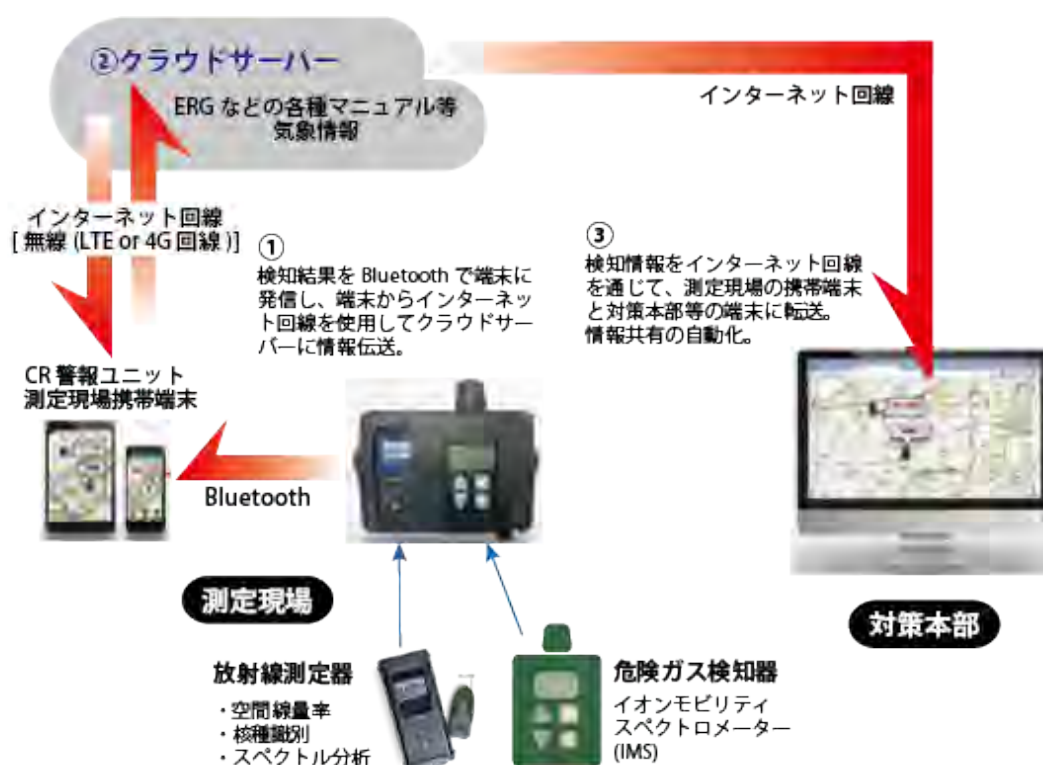 ②クラウドサーバー
ERG などの各種マニュアル等
気象情報
インターネット回線
インターネット回線
[ 無線 (LTE or 4G 回線 )]
①
検知結果を Bluetooth で端末に
発信し、端末からインターネッ
ト回線を使用してクラウドサー
バーに情報伝送。
③
検知情報をインターネット回線
を通じて、測定現場の携帯端末
と対策本部等の端末に転送。
情報共有の自動化。
CR 警報ユニット
測定現場携帯端末
Bluetooth
測定現場
対策本部
放射線測定器
・空間線量率
・核種識別
・スペクトル分析
危険ガス検知器
イオンモビリティ
スペクトロメーター
(IMS)